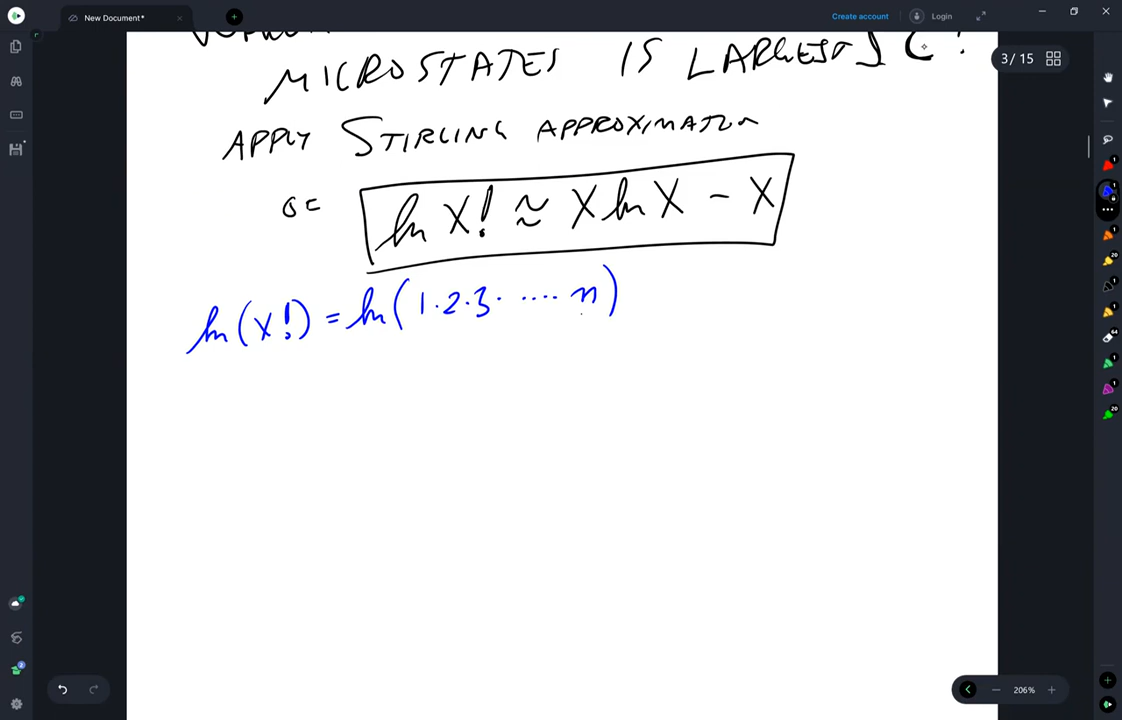 New Document*
Create account
Login
3 / 15
MICROSTATES IS LARGEST
APPLY STIRLING APPROXIMATION
ln X! ≈ X ln X - X
ln(X!) = ln(1·2·3· ···· n)
206%